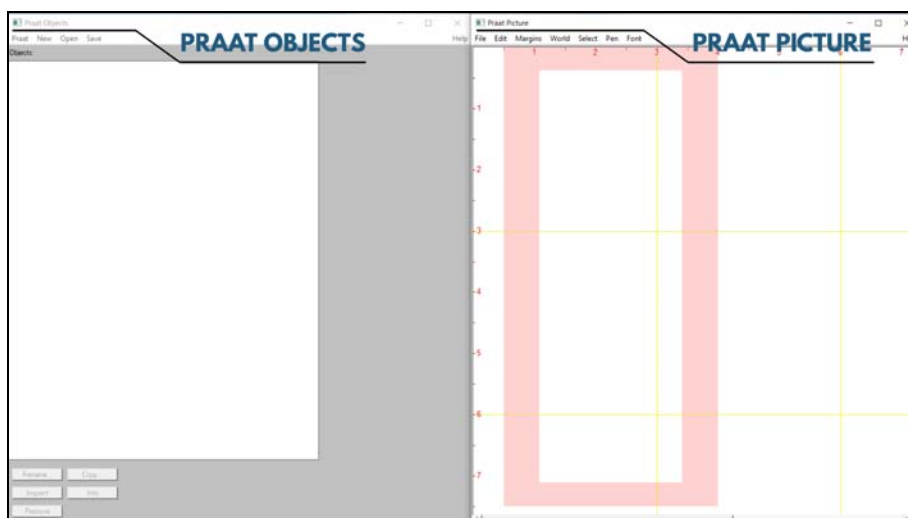 Praat Objects
Praat New Open Save Help
Objects:
PRAAT OBJECTS
Rename... Copy...
Inspect Info
Remove
Praat Picture
File Edit Margins World Select Pen Font H
PRAAT PICTURE
1 2 3 4 5 6 7
-1
-2
-3
-4
-5
-6
-7